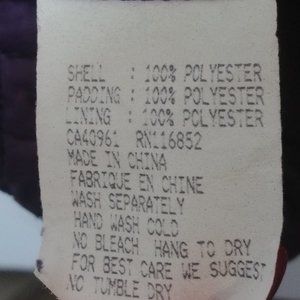 SHELL : 100% POLYESTER
PADDING : 100% POLYESTER
LINING : 100% POLYESTER
CA40961 RN116852
MADE IN CHINA
FABRIQUE EN CHINE
WASH SEPARATELY
HAND WASH COLD
NO BLEACH HANG TO DRY
FOR BEST CARE WE SUGGEST
NO TUMBLE DRY